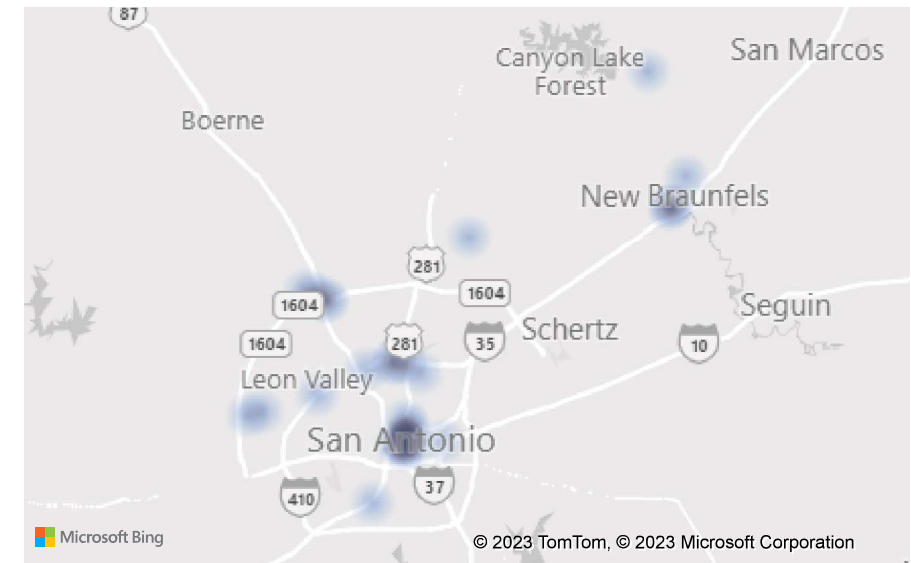 87
San Marcos
Canyon Lake
Forest
Boerne
New Braunfels
281
1604
1604
Seguin
Schertz
35
281
10
1604
Leon Valley
San Antonio
37
410
Microsoft Bing
© 2023 TomTom, © 2023 Microsoft Corporation